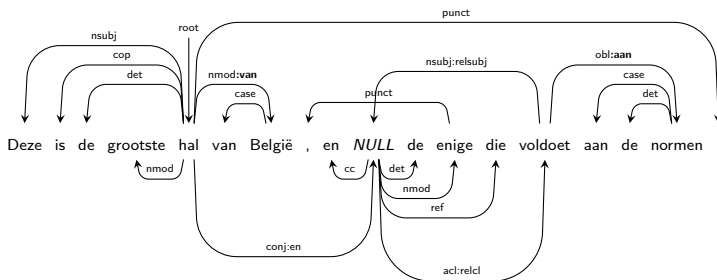 punct
root
nsubj
cop
det
nmod:van
case
punct
nsubj:relsubj
obl:aan
case
det
Deze is de grootste hal van België , en NULL de enige die voldoet aan de normen
nmod
cc
det
nmod
ref
conj:en
acl:relcl